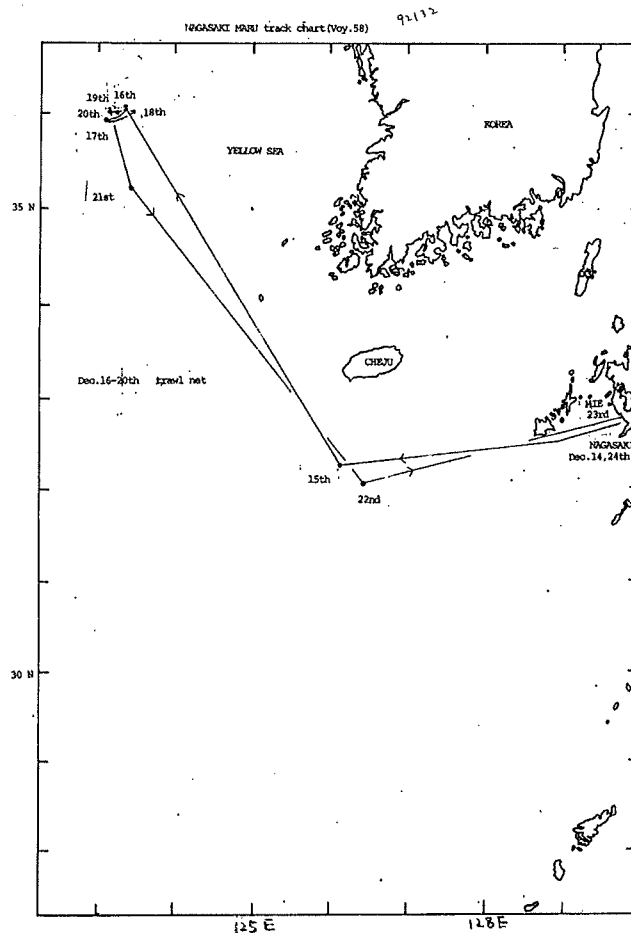 NAGASAKI MARU track chart(Voy.58)
92132
19th 16th
20th 18th
17th
KOREA
YELLOW SEA
35 N
21st
CHEJU
Dec.16-20th trawl net
MIE
23rd
NAGASAKI
Dec.14,24th
15th
22nd
30 N
125 E
128 E